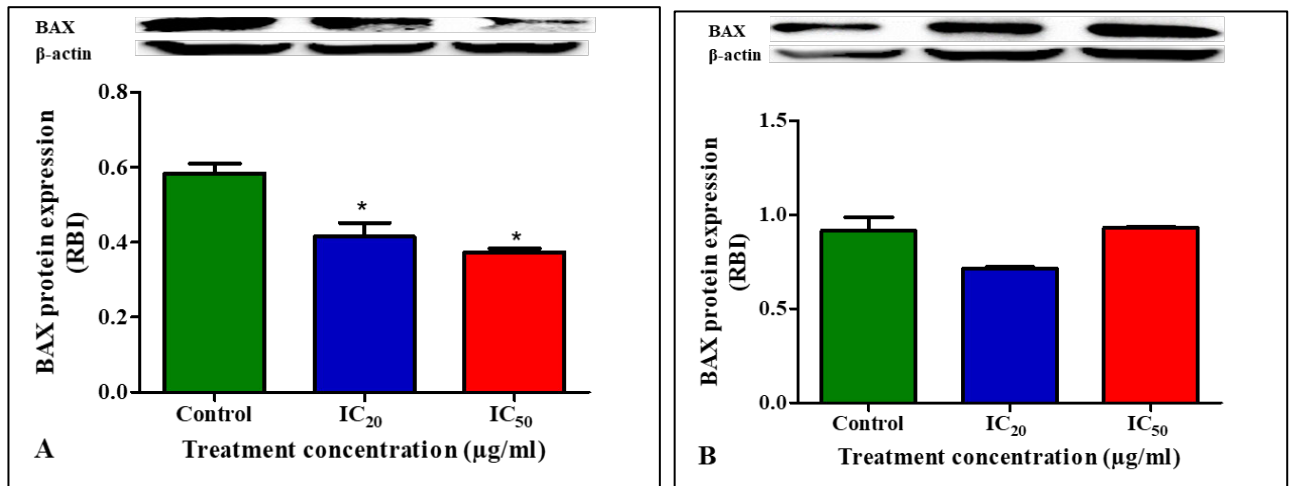 BAX
β-actin
0.8
0.6
0.4
0.2
0.0
BAX protein expression
(RBI)
*
*
Control
IC₂₀
IC₅₀
A
Treatment concentration (μg/ml)
BAX
β-actin
1.5
1.0
0.5
0.0
BAX protein expression
(RBI)
Control
IC₂₀
IC₅₀
B
Treatment concentration (μg/ml)